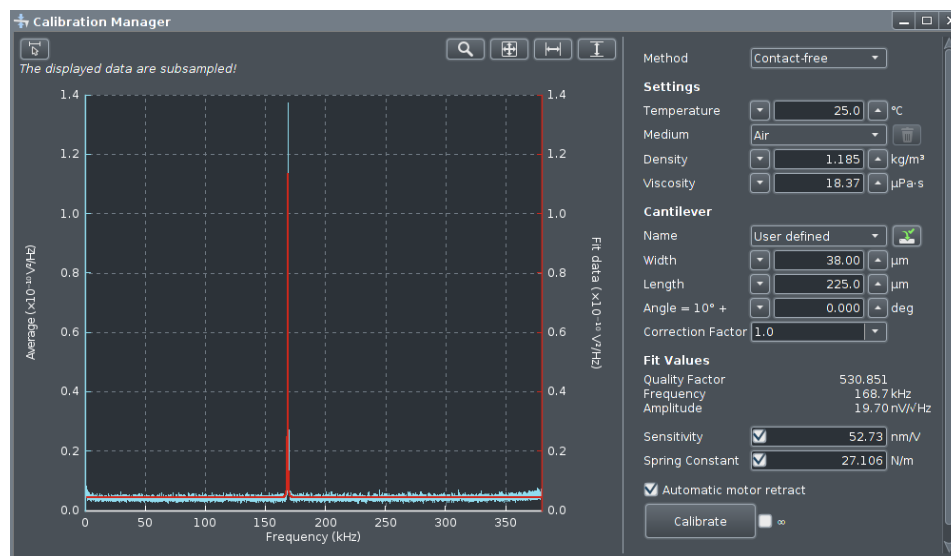 Calibration Manager
The displayed data are subsampled!
1.4
1.2
1.0
0.8
0.6
0.4
0.2
0.0
Average (×10⁻¹⁰ V²/Hz)
0 50 100 150 200 250 300 350
Frequency (kHz)
1.4
1.2
1.0
0.8
0.6
0.4
0.2
0.0
Fit data (×10⁻¹⁰ V²/Hz)
Method Contact-free
Settings
Temperature 25.0 °C
Medium Air
Density 1.185 kg/m³
Viscosity 18.37 μPa·s
Cantilever
Name User defined
Width 38.00 μm
Length 225.0 μm
Angle = 10° + 0.000 deg
Correction Factor 1.0
Fit Values
Quality Factor 530.851
Frequency 168.7 kHz
Amplitude 19.70 nV/√Hz
Sensitivity 52.73 nm/V
Spring Constant 27.106 N/m
Automatic motor retract
Calibrate ∞